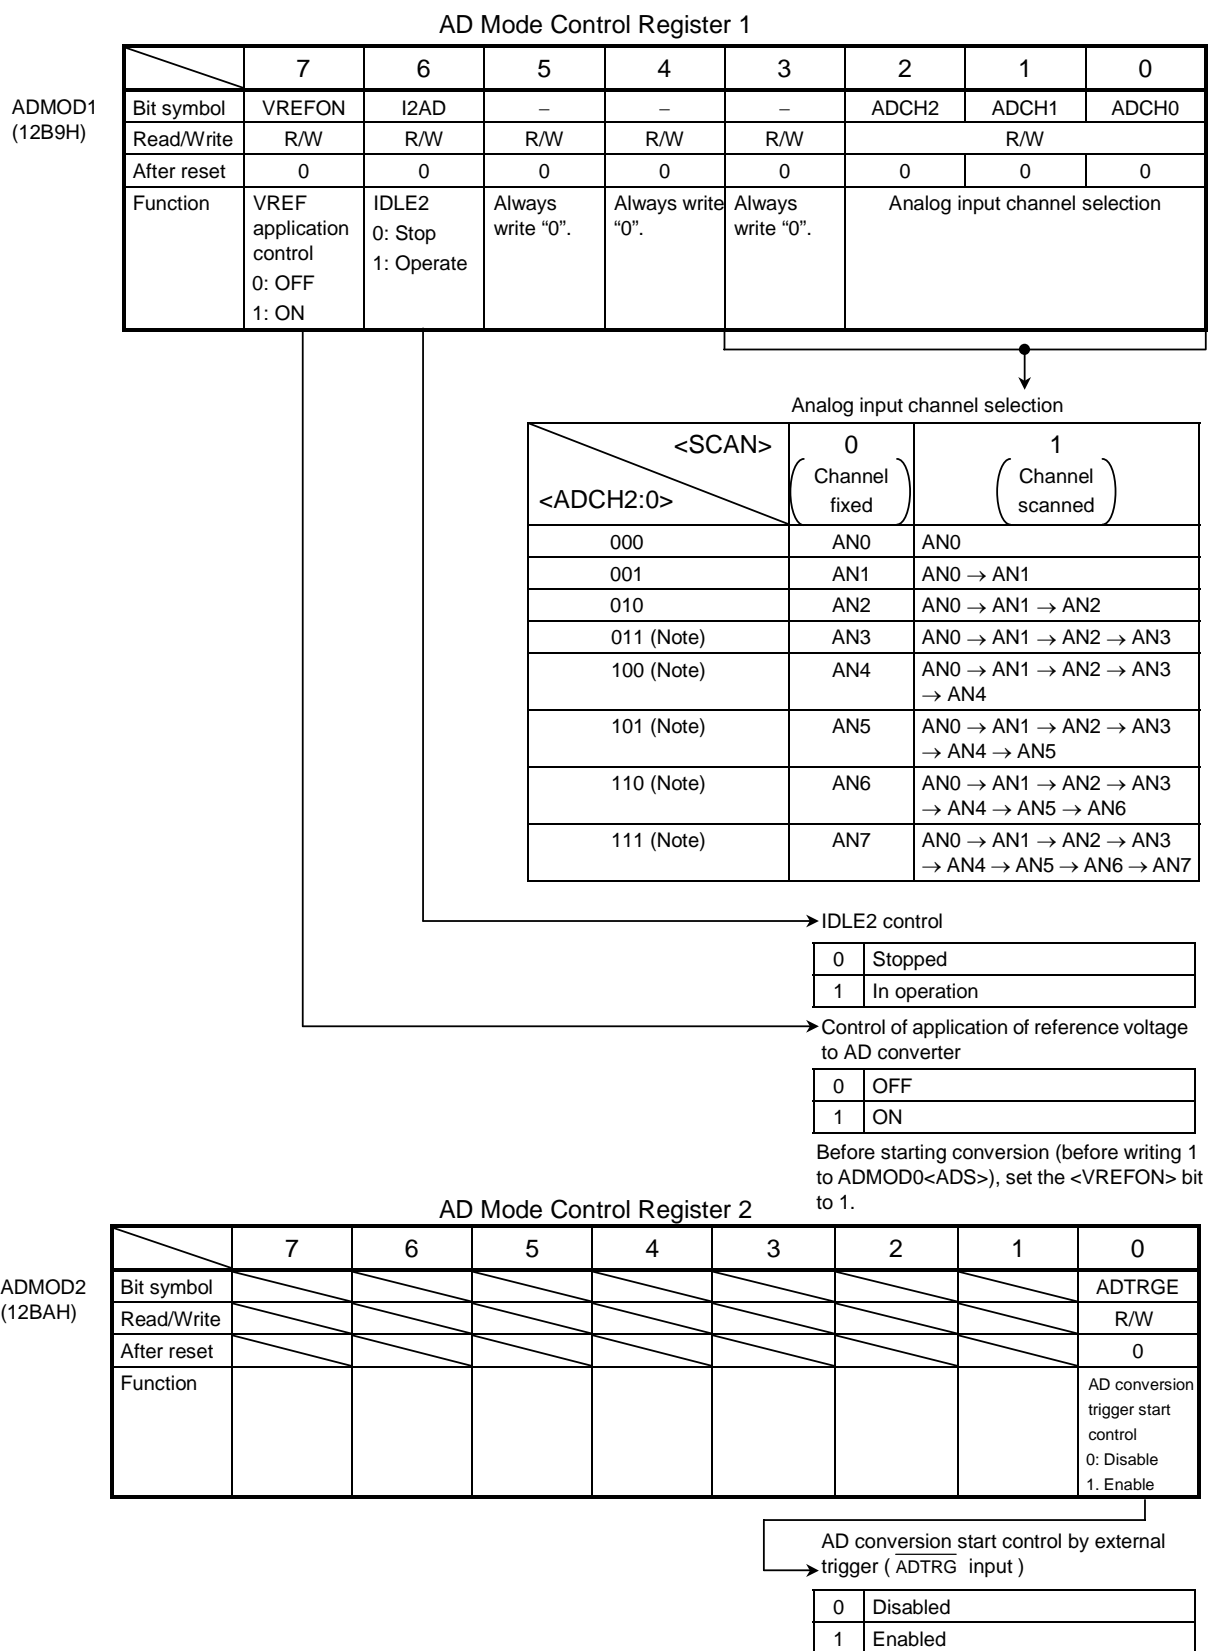 AD Mode Control Register 1
7 6 5 4 3 2 1 0
ADMOD1
(12B9H)
Bit symbol VREFON I2AD – – – ADCH2 ADCH1 ADCH0
Read/Write R/W R/W R/W R/W R/W R/W
After reset 0 0 0 0 0 0 0 0
Function
VREF
application
control
0: OFF
1: ON
IDLE2
0: Stop
1: Operate
Always
write “0”.
Always write
“0”.
Always
write “0”.
Analog input channel selection
Analog input channel selection
<SCAN>
<ADCH2:0>
0
Channel
fixed
1
Channel
scanned
000 AN0 AN0
001 AN1 AN0 → AN1
010 AN2 AN0 → AN1 → AN2
011 (Note) AN3 AN0 → AN1 → AN2 → AN3
100 (Note) AN4 AN0 → AN1 → AN2 → AN3
→ AN4
101 (Note) AN5 AN0 → AN1 → AN2 → AN3
→ AN4 → AN5
110 (Note) AN6 AN0 → AN1 → AN2 → AN3
→ AN4 → AN5 → AN6
111 (Note) AN7 AN0 → AN1 → AN2 → AN3
→ AN4 → AN5 → AN6 → AN7
IDLE2 control
0 Stopped
1 In operation
Control of application of reference voltage
to AD converter
0 OFF
1 ON
Before starting conversion (before writing 1
to ADMOD0<ADS>), set the <VREFON> bit
to 1.
AD Mode Control Register 2
7 6 5 4 3 2 1 0
ADMOD2
(12BAH)
Bit symbol ADTRGE
Read/Write R/W
After reset 0
Function
AD conversion
trigger start
control
0: Disable
1. Enable
AD conversion start control by external
trigger ( ADTRG input )
0 Disabled
1 Enabled